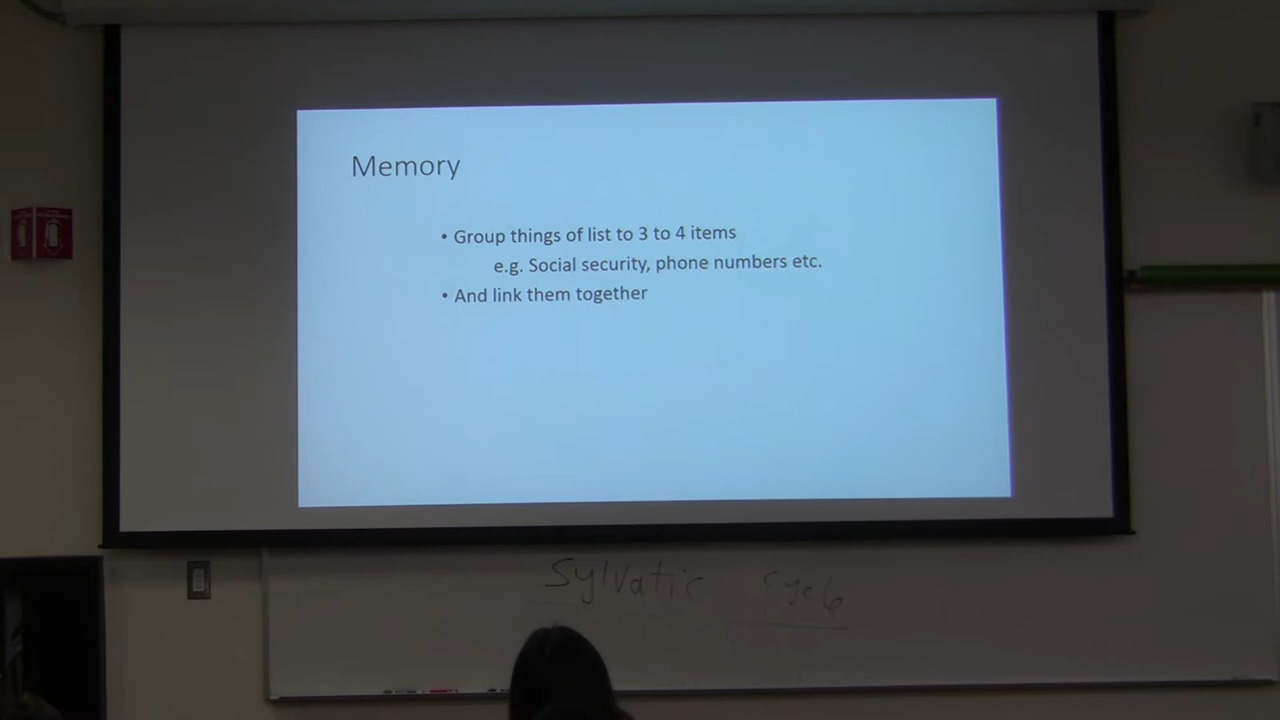 Memory
• Group things of list to 3 to 4 items
e.g. Social security, phone numbers etc.
• And link them together
Sylvatic